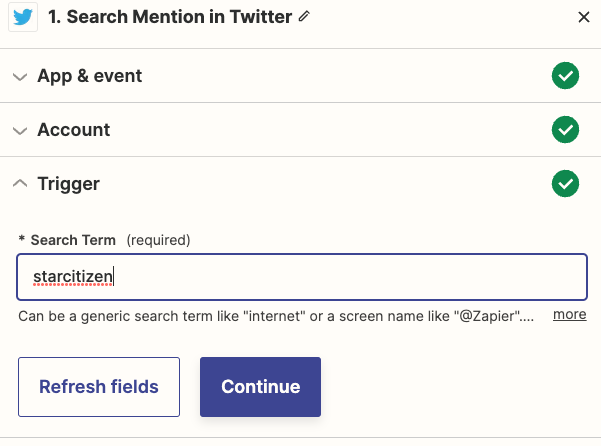 1. Search Mention in Twitter
App & event
Account
Trigger
* Search Term (required)
starcitizen
Can be a generic search term like "internet" or a screen name like "@Zapier".... more
Refresh fields
Continue